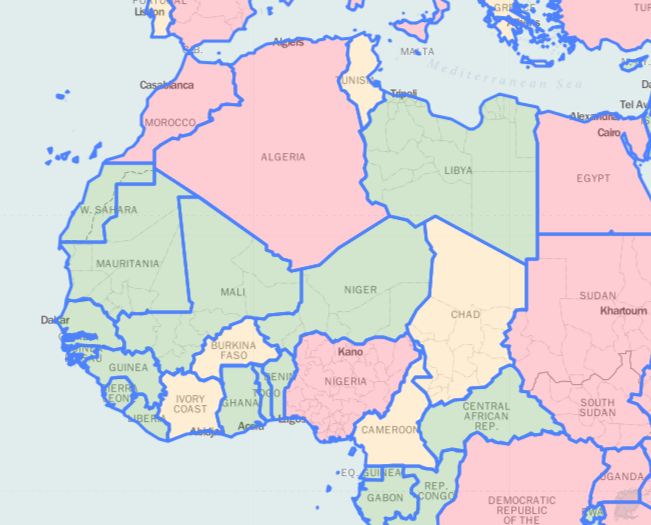 PORTUGAL
Lisbon
GREECE
Athens
TUR
Algiers
MALTA
TUNISIA
Mediterranean Sea
Casablanca
Tripoli
Tel Av
Alexandria
MOROCCO
Cairo
ALGERIA
LIBYA
EGYPT
W. SAHARA
MAURITANIA
MALI
NIGER
SUDAN
CHAD
Khartoum
Dakar
BURKINA
FASO
Kano
GUINEA
BENIN
NIGERIA
SIERRA
LEONE
IVORY
COAST
GHANA
TOGO
CENTRAL
AFRICAN
REP.
SOUTH
SUDAN
LIBERIA
Abidjan
Accra
Lagos
CAMEROON
EQ. GUINEA
GABON
REP.
CONGO
UGANDA
DEMOCRATIC
REPUBLIC
OF THE